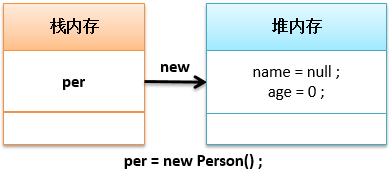 栈内存
堆内存
per
new
name = null ;
age = 0 ;
per = new Person() ;